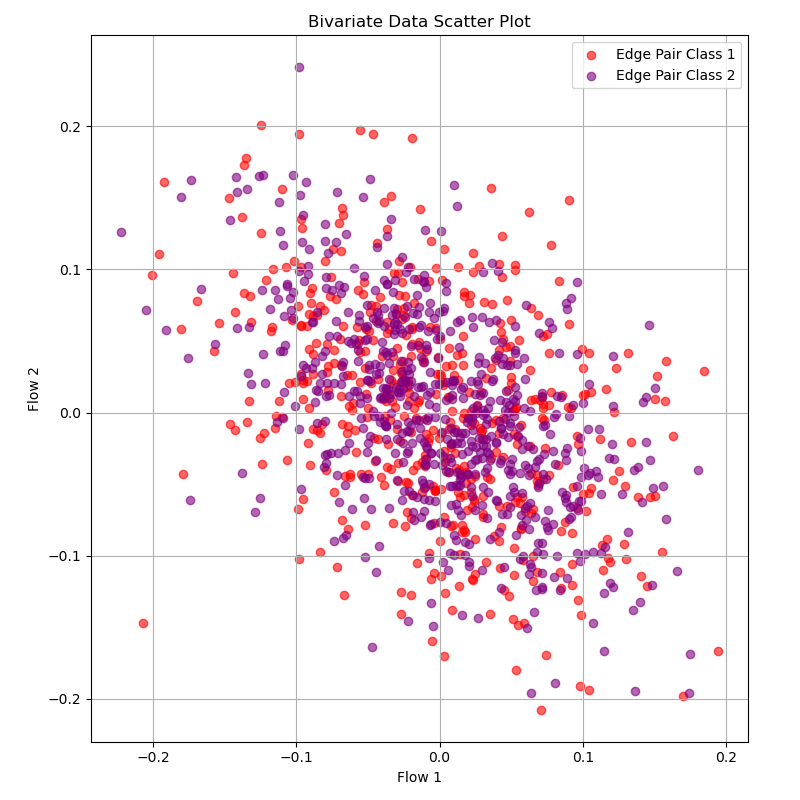 Bivariate Data Scatter Plot
Edge Pair Class 1
Edge Pair Class 2
0.2
0.1
0.0
−0.1
−0.2
Flow 2
−0.2
−0.1
0.0
0.1
0.2
Flow 1